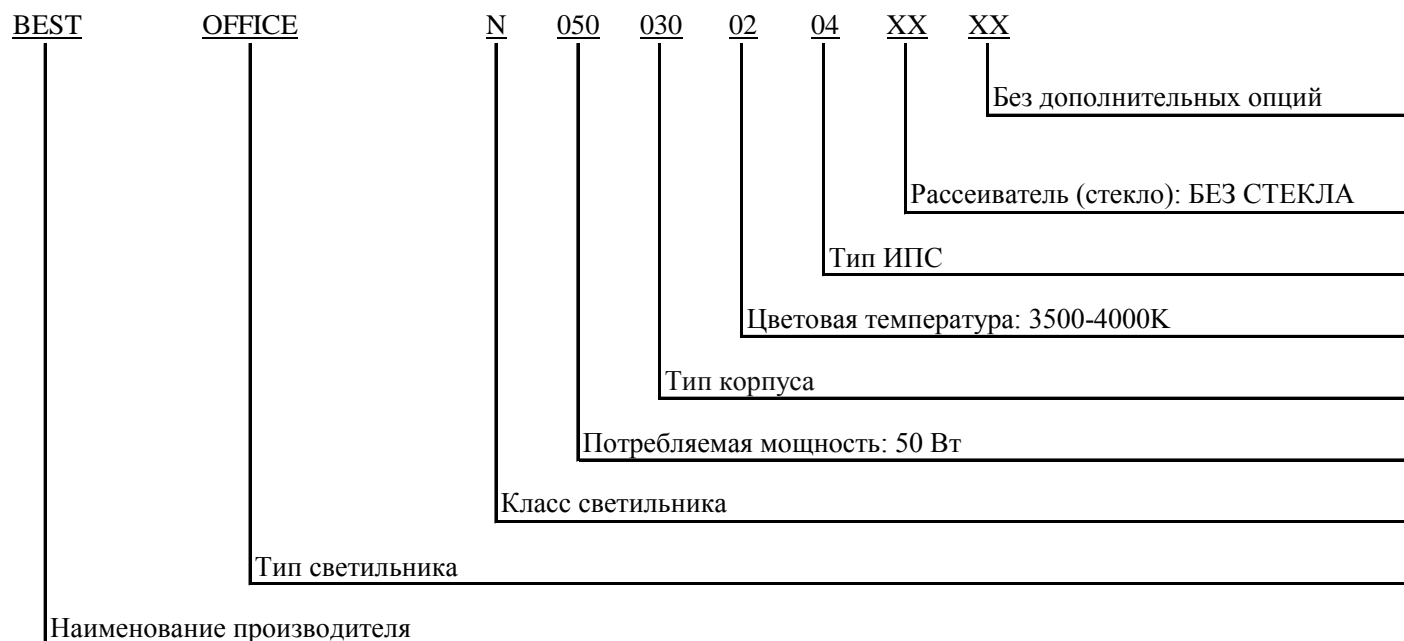 BEST OFFICE N 050 030 02 04 XX XX
Без дополнительных опций
Рассеиватель (стекло): БЕЗ СТЕКЛА
Тип ИПС
Цветовая температура: 3500-4000К
Тип корпуса
Потребляемая мощность: 50 Вт
Класс светильника
Тип светильника
Наименование производителя